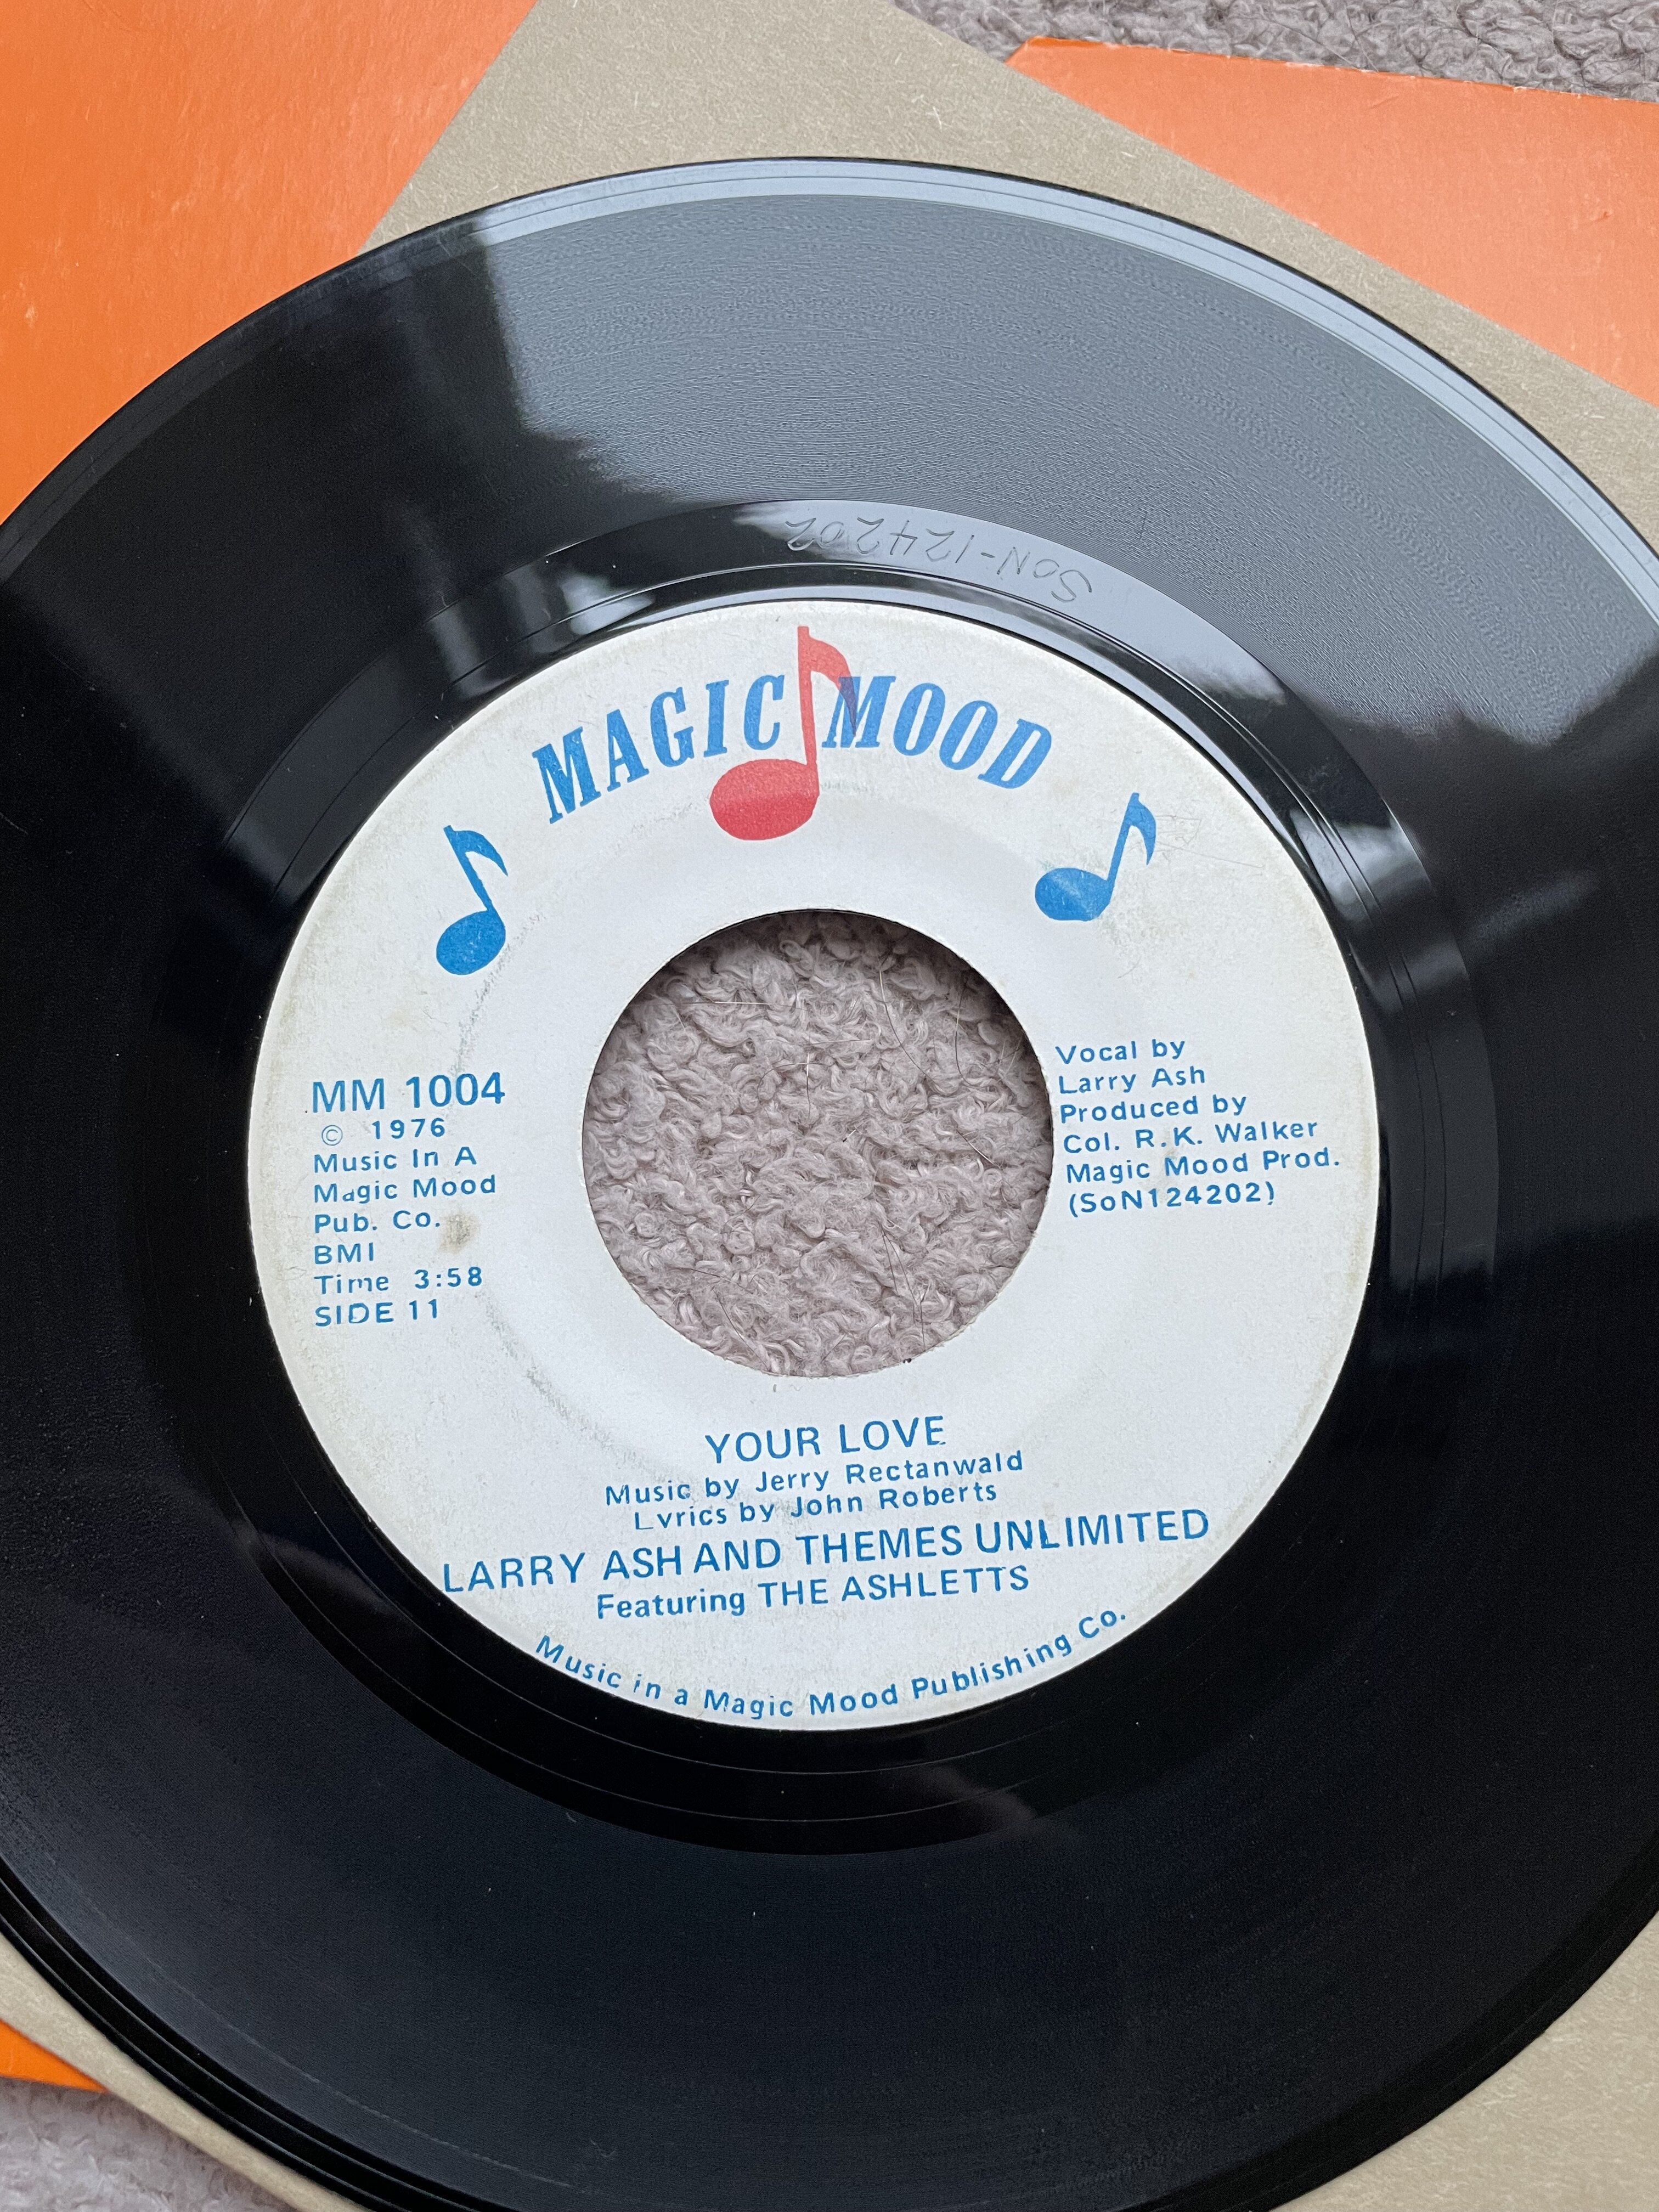 SoN-124202
MAGIC MOOD
MM 1004
© 1976
Music In A
Magic Mood
Pub. Co.
BMI
Time 3:58
SIDE 11
Vocal by
Larry Ash
Produced by
Col. R.K. Walker
Magic Mood Prod.
(SoN124202)
YOUR LOVE
Music by Jerry Rectanwald
Lyrics by John Roberts
LARRY ASH AND THEMES UNLIMITED
Featuring THE ASHLETTS
Music in a Magic Mood Publishing Co.